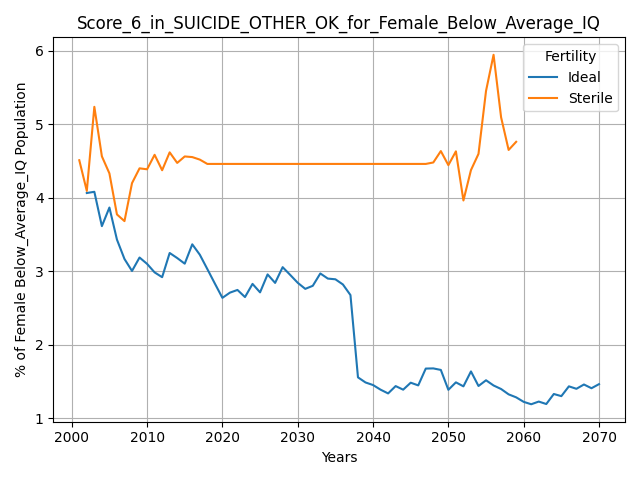 Score_6_in_SUICIDE_OTHER_OK_for_Female_Below_Average_IQ
% of Female Below_Average_IQ Population
6
5
4
3
2
1
Fertility
Ideal
Sterile
2000 2010 2020 2030 2040 2050 2060 2070
Years